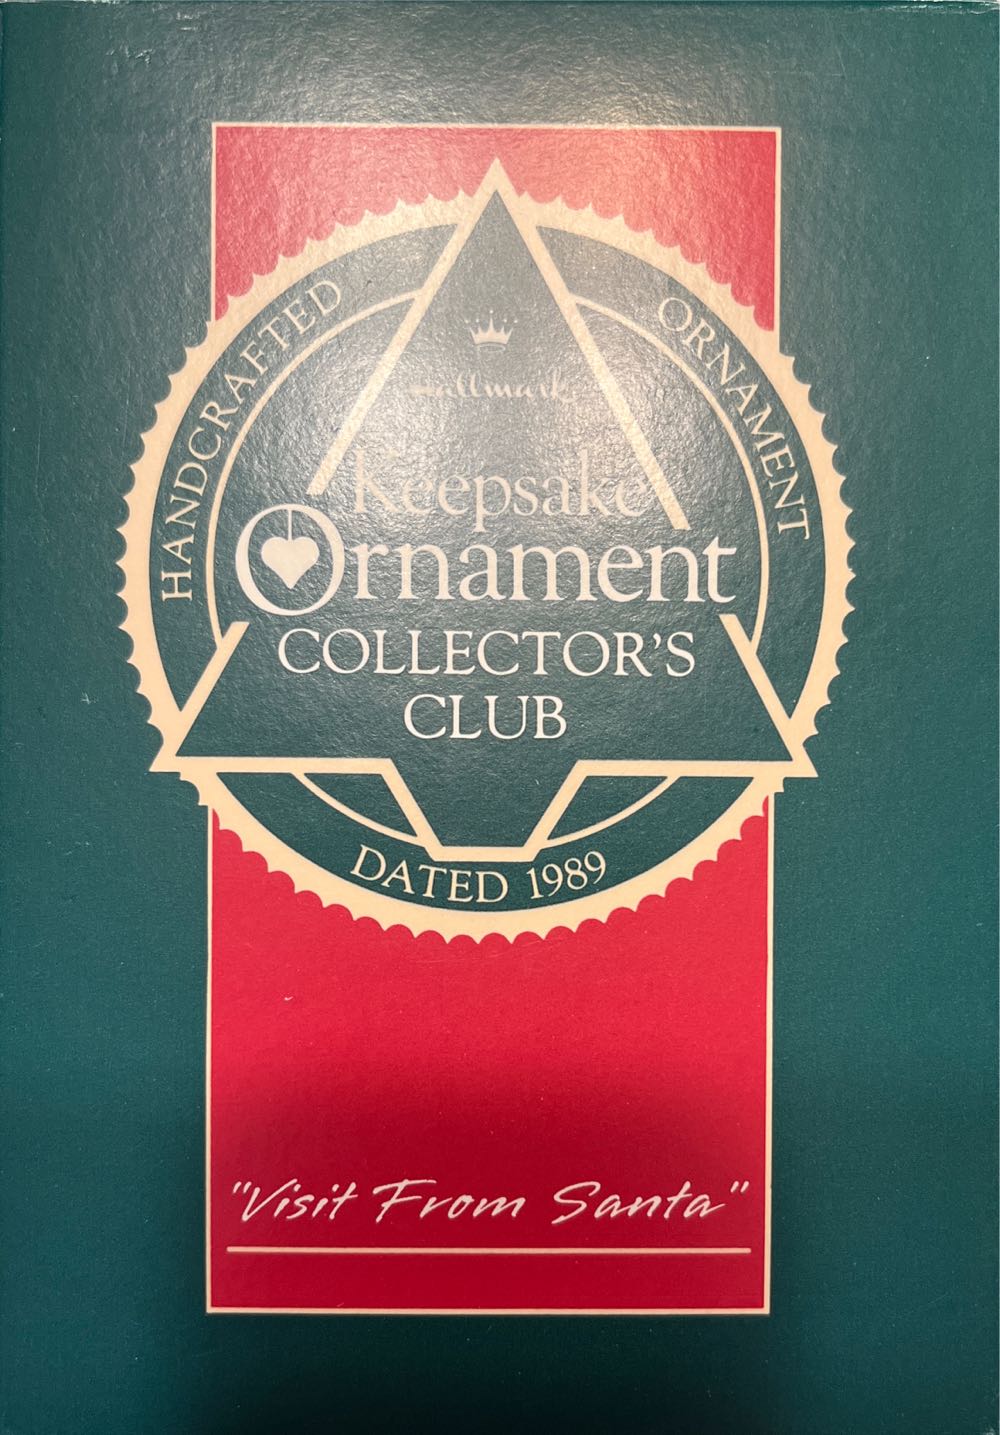 HANDCRAFTED
ORNAMENT
Hallmark
Keepsake
Ornament
COLLECTOR'S
CLUB
DATED 1989
"Visit From Santa"